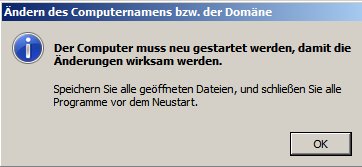 Ändern des Computernamens bzw. der Domäne
Der Computer muss neu gestartet werden, damit die
Änderungen wirksam werden.
Speichern Sie alle geöffneten Dateien, und schließen Sie alle
Programme vor dem Neustart.
OK